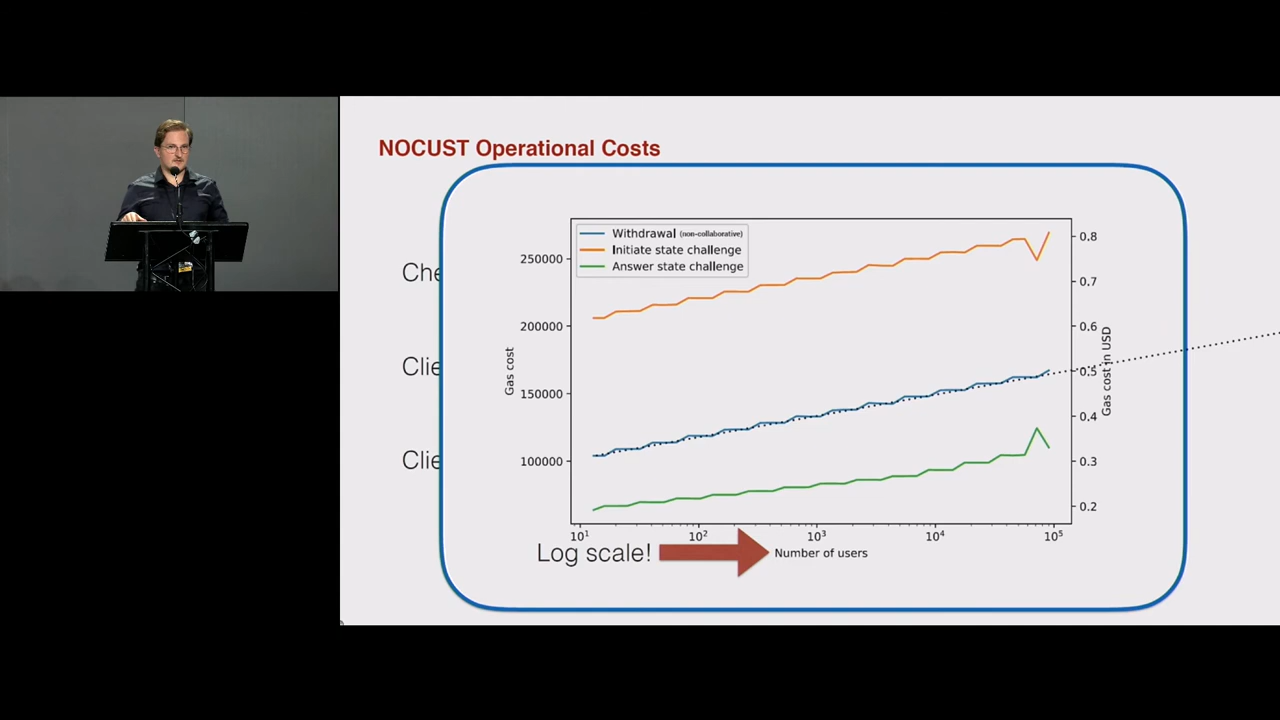 NOCUST Operational Costs
Che
Clie
Clie
Withdrawal (non-collaborative)
Initiate state challenge
Answer state challenge
250000
200000
150000
100000
Gas cost
0.8
0.7
0.6
0.5
0.4
0.3
0.2
Gas cost in USD
10¹
10²
10³
10⁴
10⁵
Log scale!
Number of users